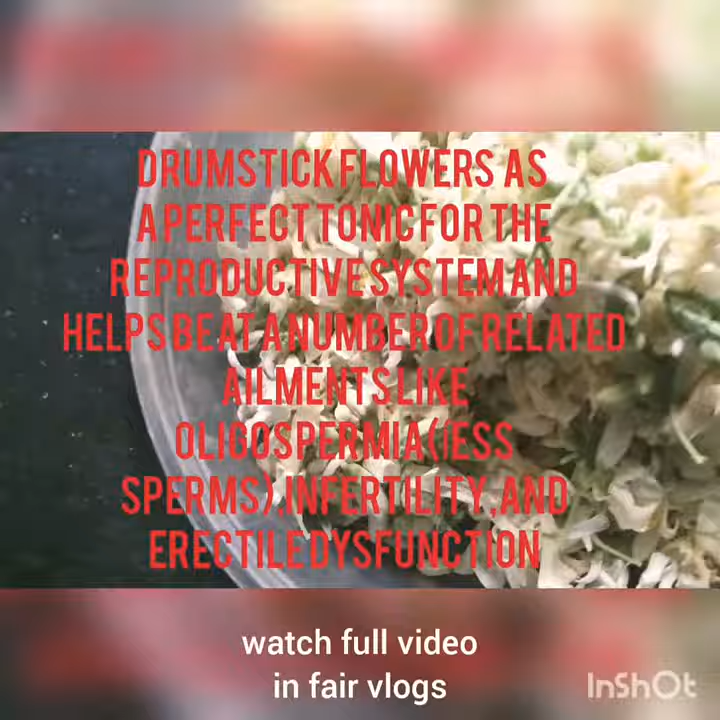 DRUMSTICK FLOWERS AS
A PERFECT TONIC FOR THE
REPRODUCTIVE SYSTEM AND
HELPS BEAT A NUMBER OF RELATED
AILMENTS LIKE
OLIGOSPERMIA(lESS
SPERMS),INFERTILITY,AND
ERECTILE DYSFUNCTION
watch full video
in fair vlogs
InShOt